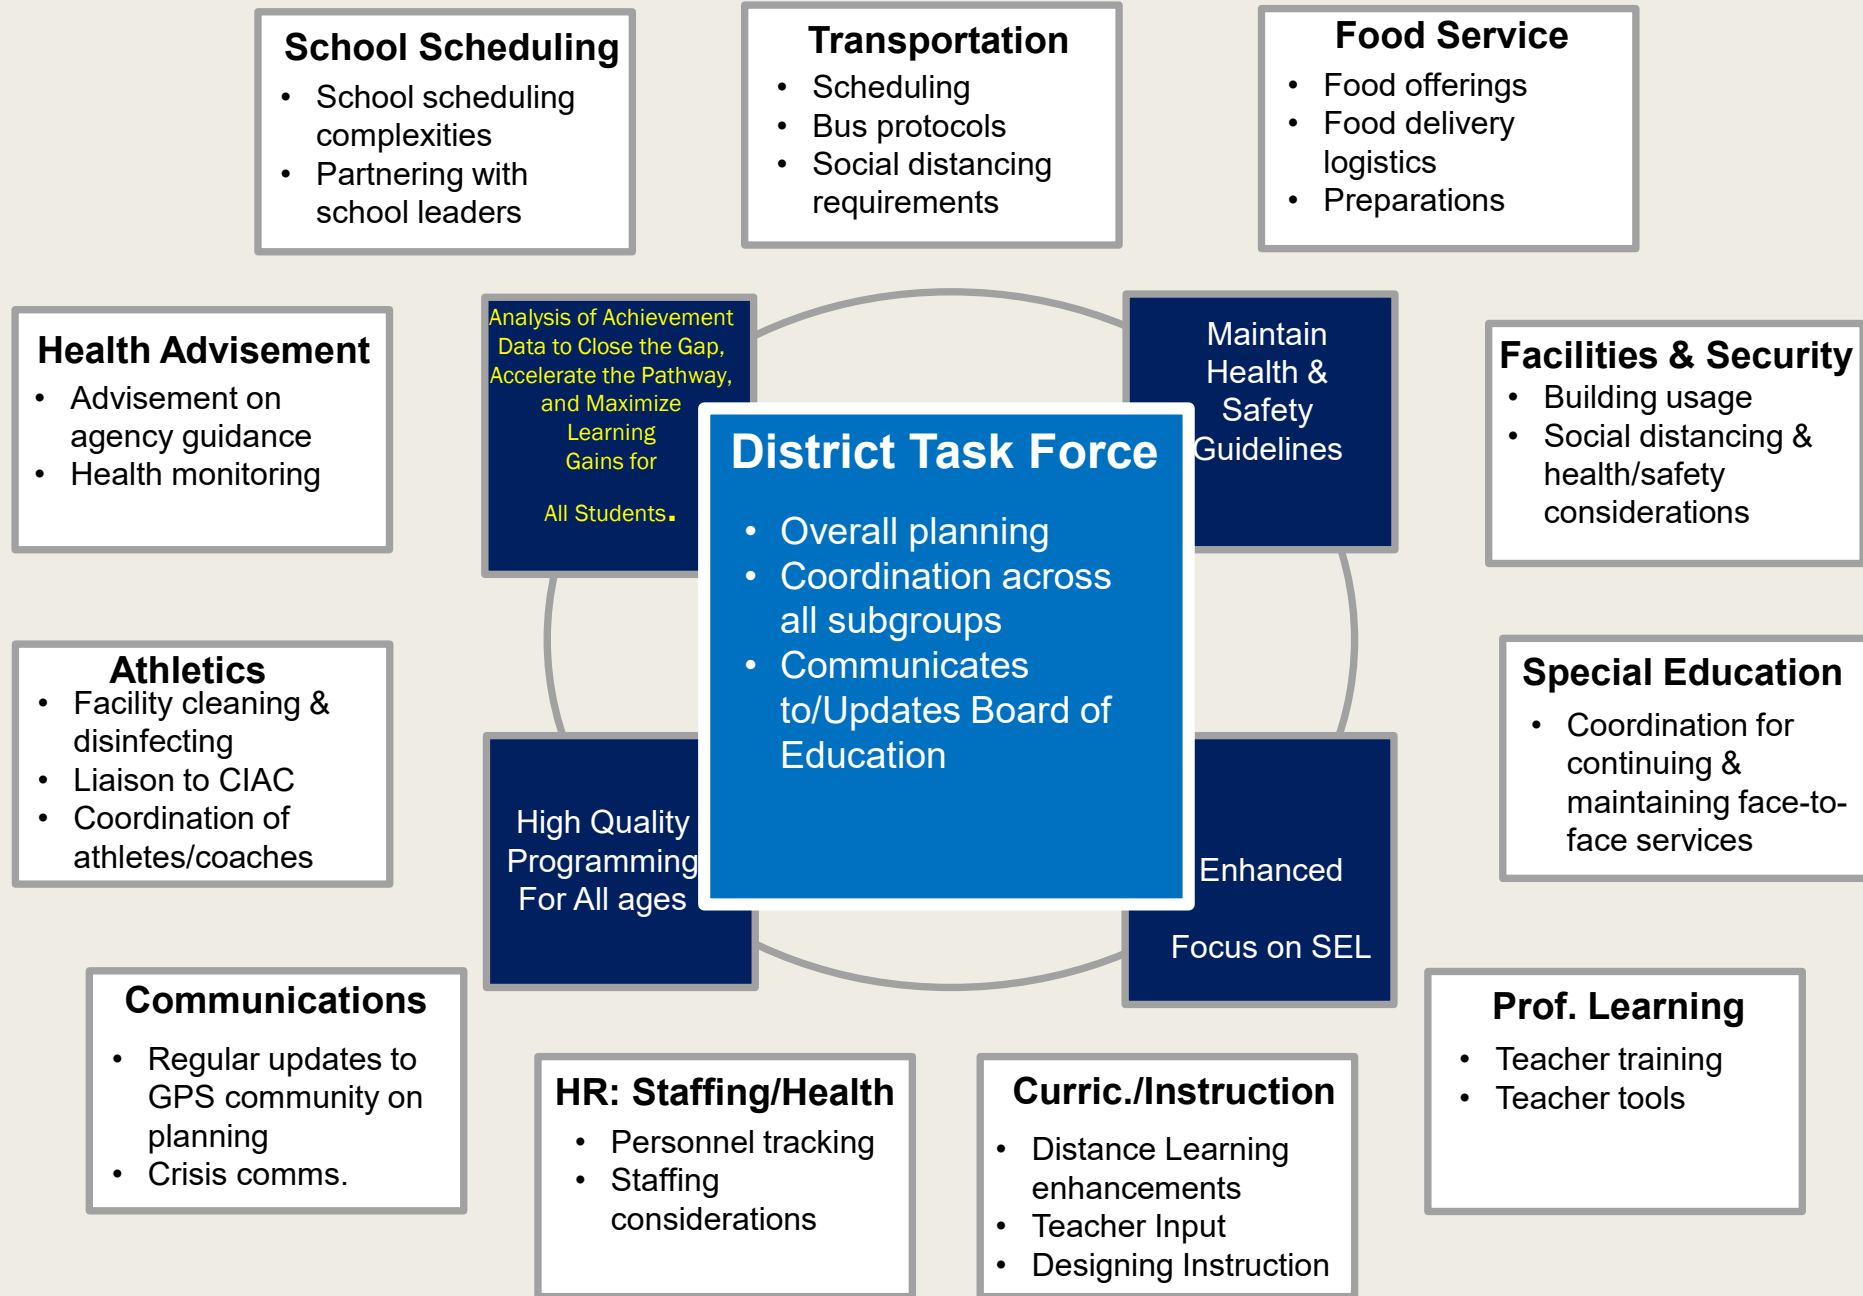 School Scheduling
• School scheduling
complexities
• Partnering with
school leaders
Transportation
• Scheduling
• Bus protocols
• Social distancing
requirements
Food Service
• Food offerings
• Food delivery
logistics
• Preparations
Health Advisement
• Advisement on
agency guidance
• Health monitoring
Analysis of Achievement
Data to Close the Gap,
Accelerate the Pathway,
and Maximize
Learning
Gains for
All Students.
Maintain
Health &
Safety
Guidelines
Facilities & Security
• Building usage
• Social distancing &
health/safety
considerations
District Task Force
• Overall planning
• Coordination across
all subgroups
• Communicates
to/Updates Board of
Education
Athletics
• Facility cleaning &
disinfecting
• Liaison to CIAC
• Coordination of
athletes/coaches
Special Education
• Coordination for
continuing &
maintaining face-to-
face services
High Quality
Programming
For All ages
Enhanced
Focus on SEL
Communications
• Regular updates to
GPS community on
planning
• Crisis comms.
HR: Staffing/Health
• Personnel tracking
• Staffing
considerations
Curric./Instruction
• Distance Learning
enhancements
• Teacher Input
• Designing Instruction
Prof. Learning
• Teacher training
• Teacher tools